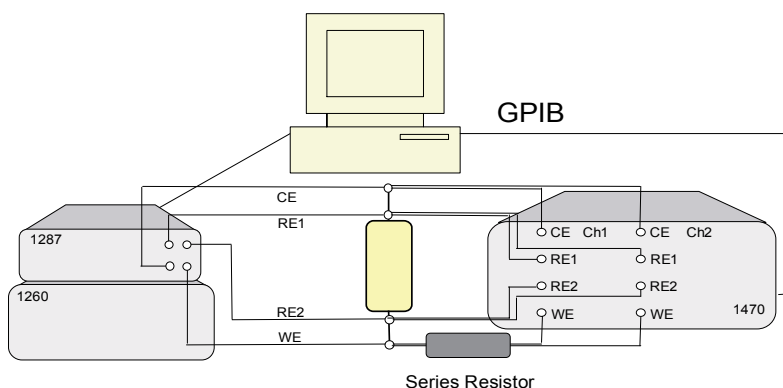 GPIB
CE
RE1
1287
1260
RE2
WE
CE Ch1 CE Ch2
RE1 RE1
RE2 RE2
WE WE
1470
Series Resistor